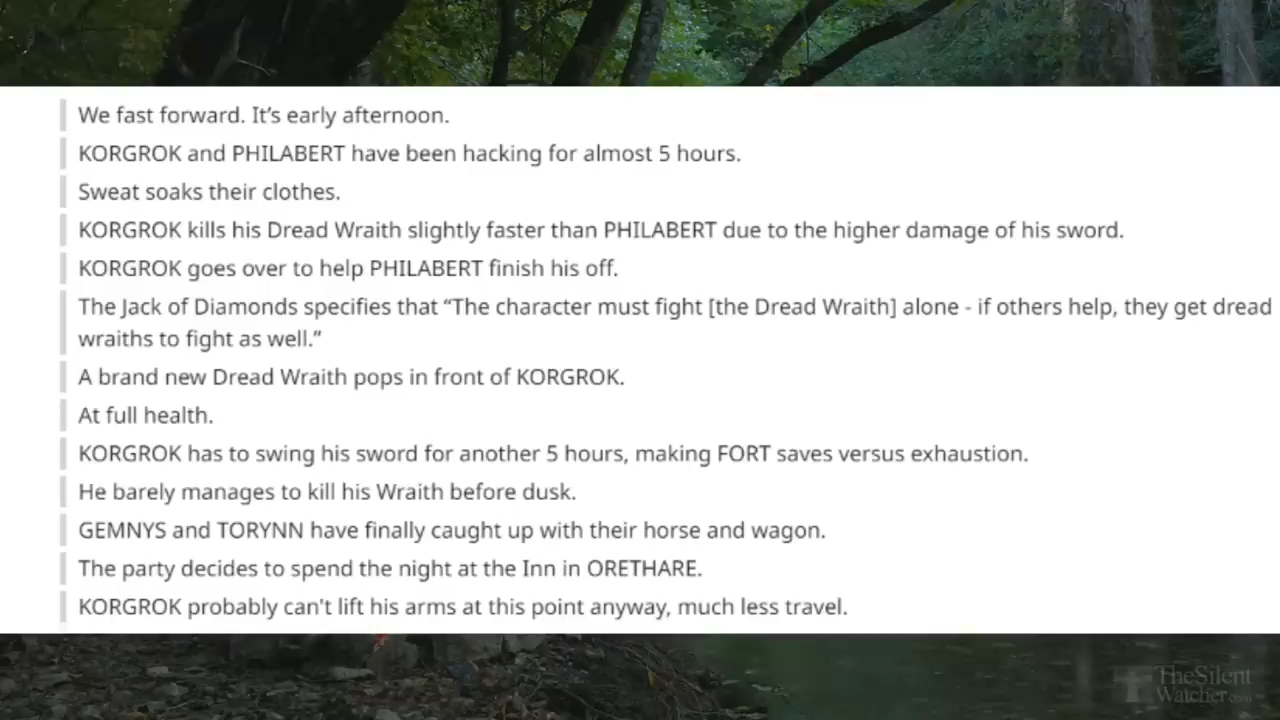 We fast forward. It’s early afternoon.
KORGROK and PHILABERT have been hacking for almost 5 hours.
Sweat soaks their clothes.
KORGROK kills his Dread Wraith slightly faster than PHILABERT due to the higher damage of his sword.
KORGROK goes over to help PHILABERT finish his off.
The Jack of Diamonds specifies that “The character must fight [the Dread Wraith] alone - if others help, they get dread
wraiths to fight as well.”
A brand new Dread Wraith pops in front of KORGROK.
At full health.
KORGROK has to swing his sword for another 5 hours, making FORT saves versus exhaustion.
He barely manages to kill his Wraith before dusk.
GEMNYS and TORYNN have finally caught up with their horse and wagon.
The party decides to spend the night at the Inn in ORETHARE.
KORGROK probably can't lift his arms at this point anyway, much less travel.
TheSilent
Watcher.com